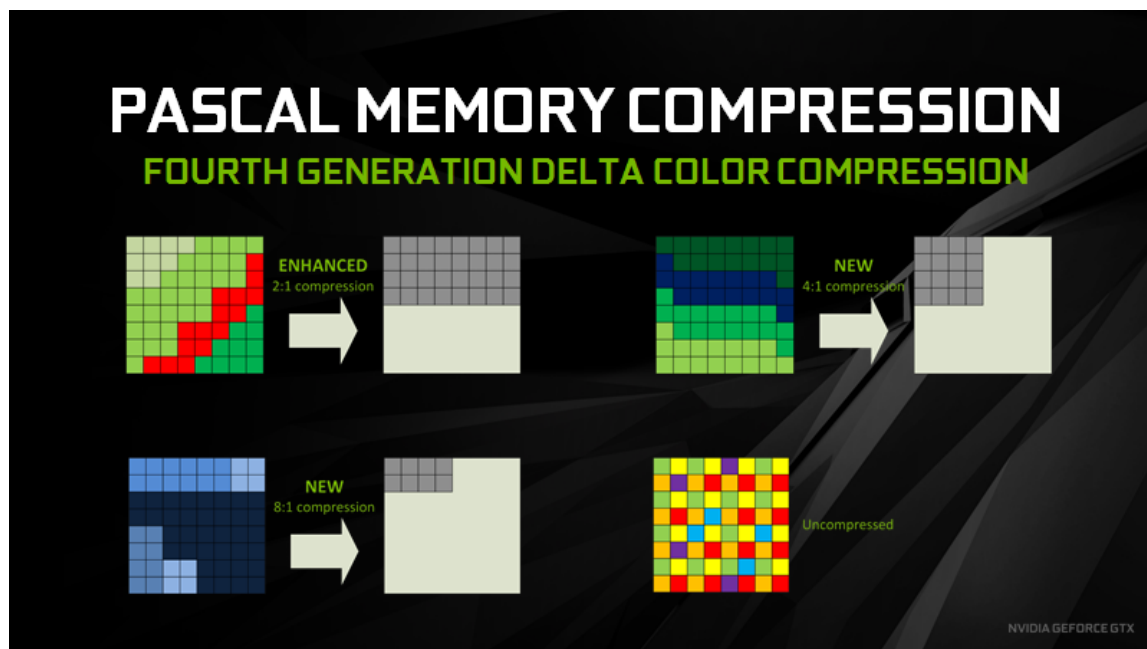 PASCAL MEMORY COMPRESSION
FOURTH GENERATION DELTA COLOR COMPRESSION
ENHANCED
2:1 compression
NEW
4:1 compression
NEW
8:1 compression
Uncompressed
NVIDIA GEFORCE GTX